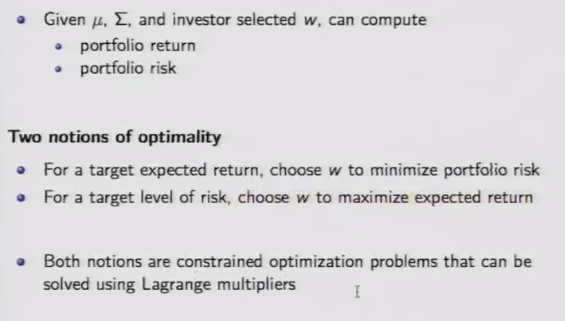 Given μ, Σ, and investor selected w, can compute
portfolio return
portfolio risk
Two notions of optimality
For a target expected return, choose w to minimize portfolio risk
For a target level of risk, choose w to maximize expected return
Both notions are constrained optimization problems that can be
solved using Lagrange multipliers